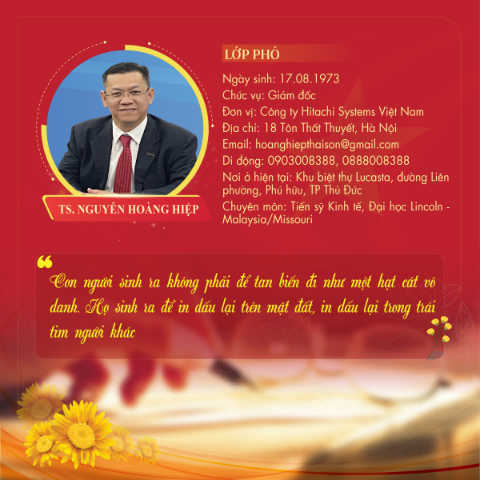 LỚP PHÓ
Ngày sinh: 17.08.1973
Chức vụ: Giám đốc
Đơn vị: Công ty Hitachi Systems Việt Nam
Địa chỉ: 18 Tôn Thất Thuyết, Hà Nội
Email: hoanghiepthaison@gmail.com
Di động: 0903008388, 0888008388
Nơi ở hiện tại: Khu biệt thự Lucasta, đường Liên
phường, Phú hữu, TP Thủ Đức
Chuyên môn: Tiến sỹ Kinh tế, Đại học Lincoln -
Malaysia/Missouri
TS. NGUYỄN HOÀNG HIỆP
“
Con người sinh ra không phải để tan biến đi như một hạt cát vô
danh. Họ sinh ra để in dấu lại trên mặt đất, in dấu lại trong trái
tim người khác